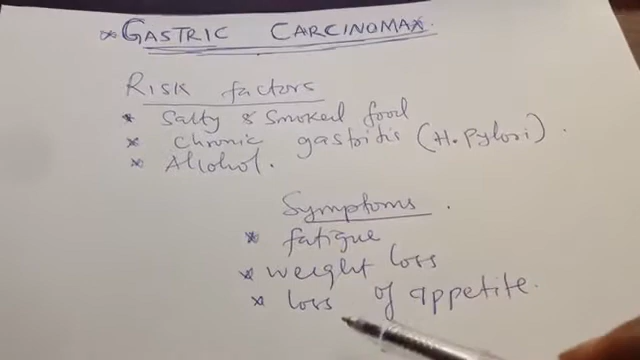 * GASTRIC CARCINOMA *.
Risk factors
* Salty & smoked food
* Chronic gastritis (H. pylori).
* Alcohol.
Symptoms.
* fatigue
* weight loss
* loss of appetite.